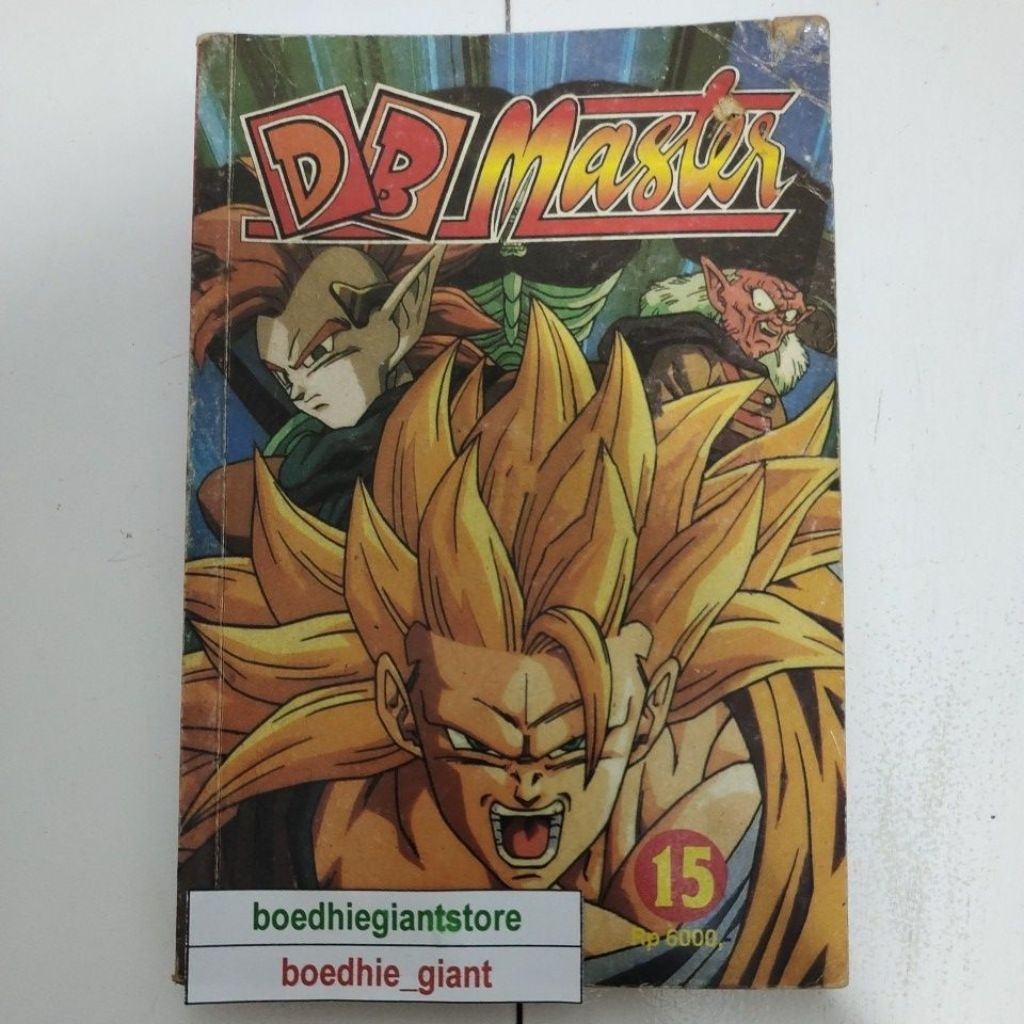 DB Master
15
Rp 6000,-
boedhiegiantstore
boedhie_giant